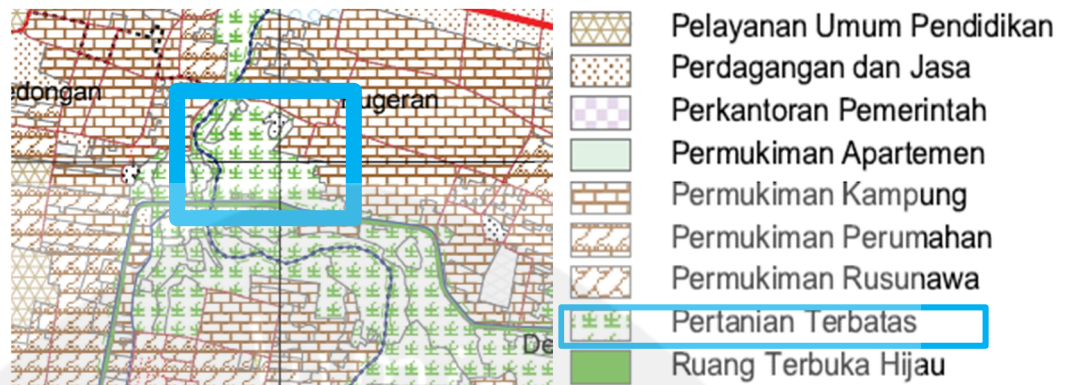 edongan
ugeran
De
Pelayanan Umum Pendidikan
Perdagangan dan Jasa
Perkantoran Pemerintah
Permukiman Apartemen
Permukiman Kampung
Permukiman Perumahan
Permukiman Rusunawa
Pertanian Terbatas
Ruang Terbuka Hijau